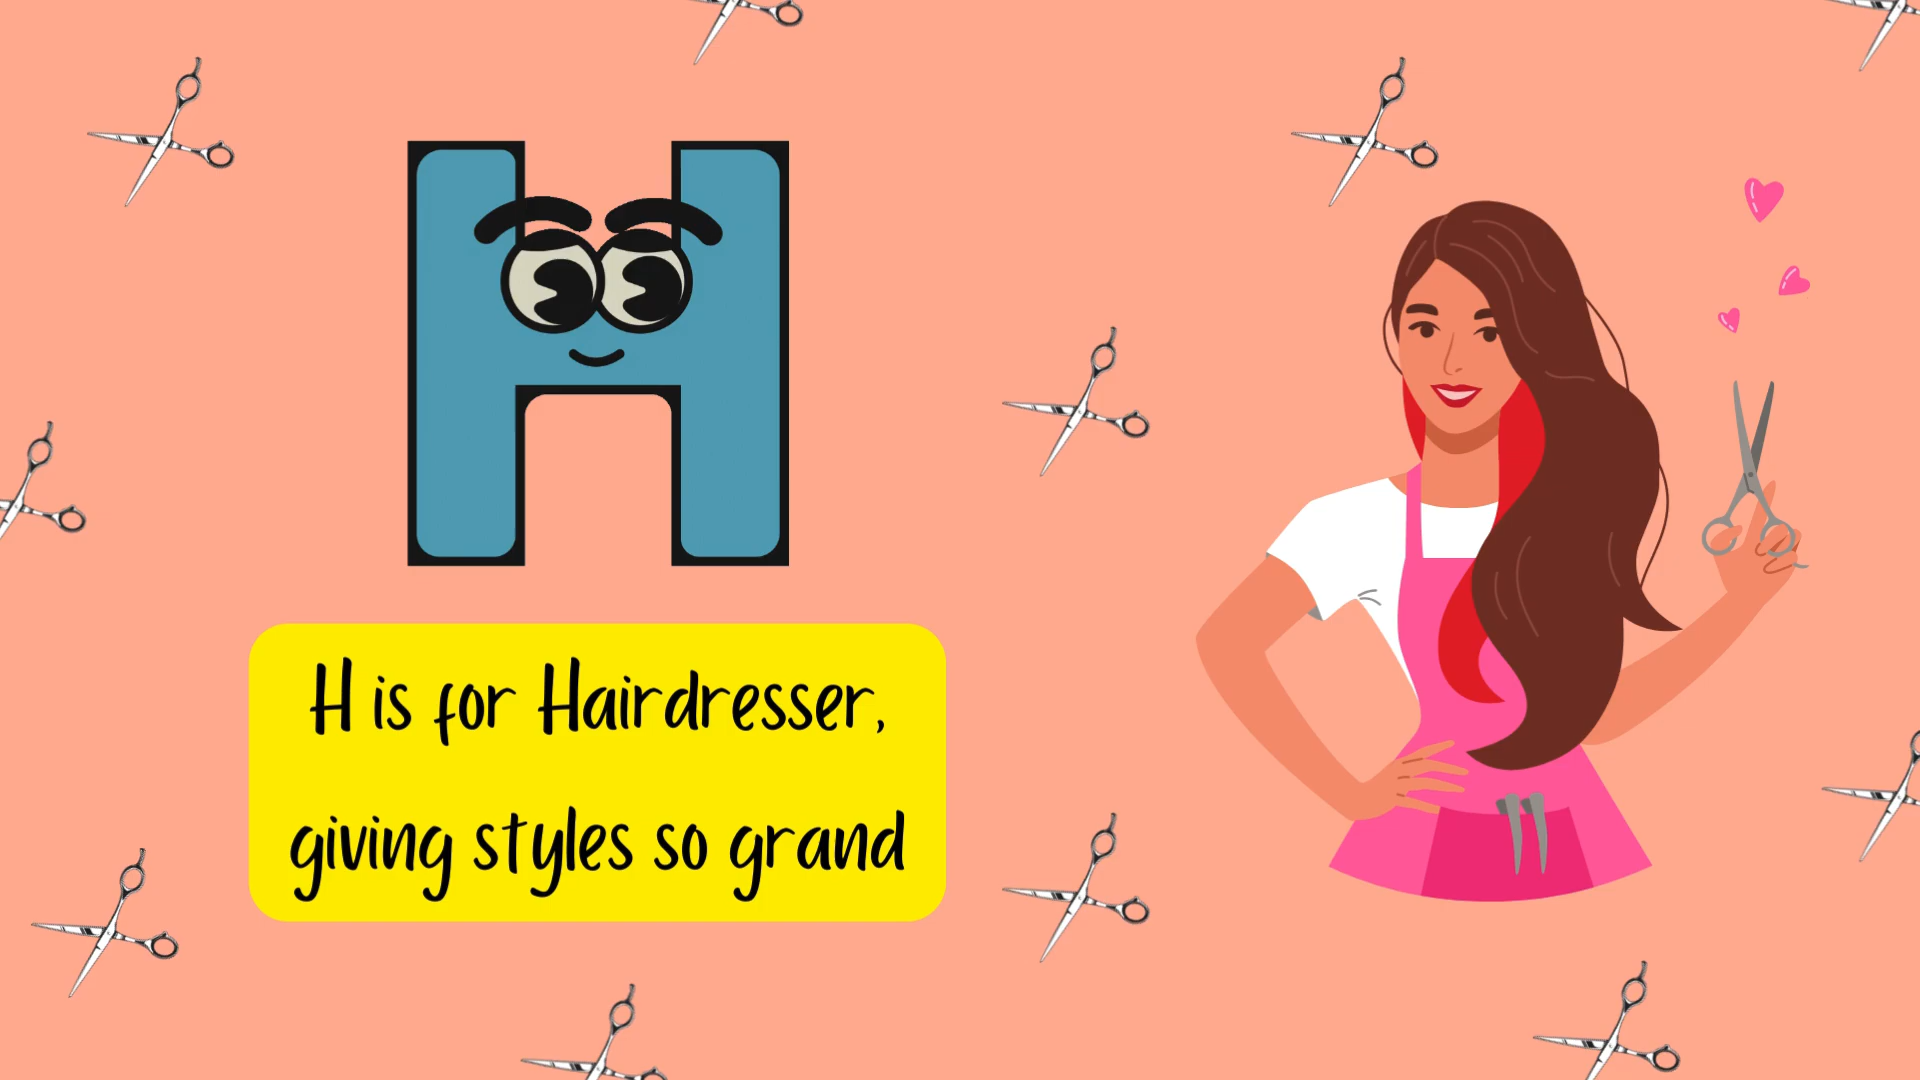 H
H is for Hairdresser,
giving styles so grand